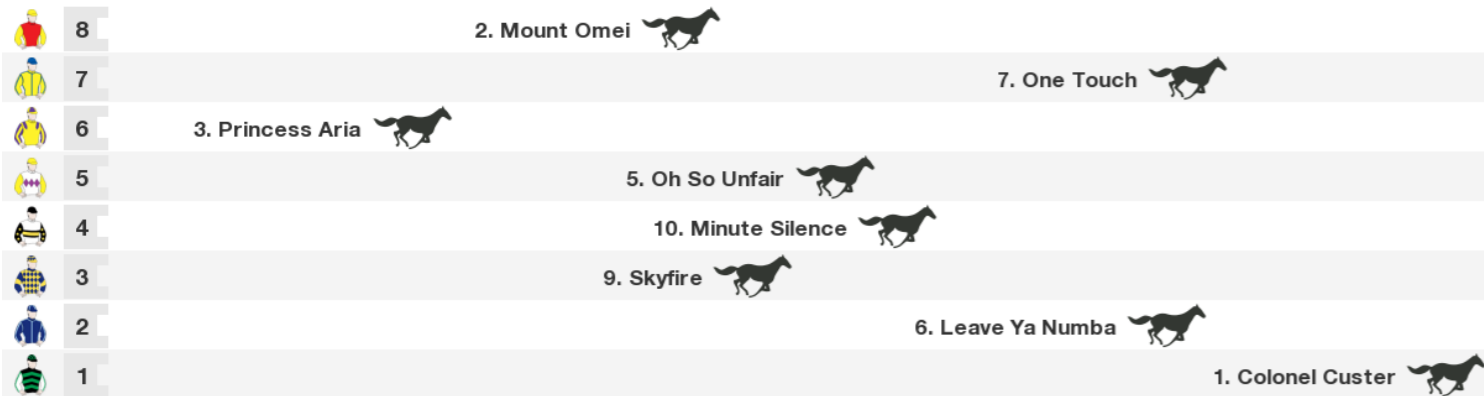 8 2. Mount Omei
7 7. One Touch
6 3. Princess Aria
5 5. Oh So Unfair
4 10. Minute Silence
3 9. Skyfire
2 6. Leave Ya Numba
1 1. Colonel Custer